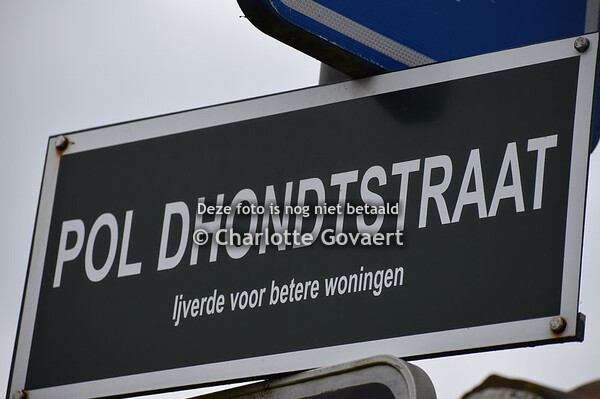 POL DHONDTSTRAAT
Deze foto is nog niet betaald
© Charlotte Govaert
Ijverde voor betere woningen